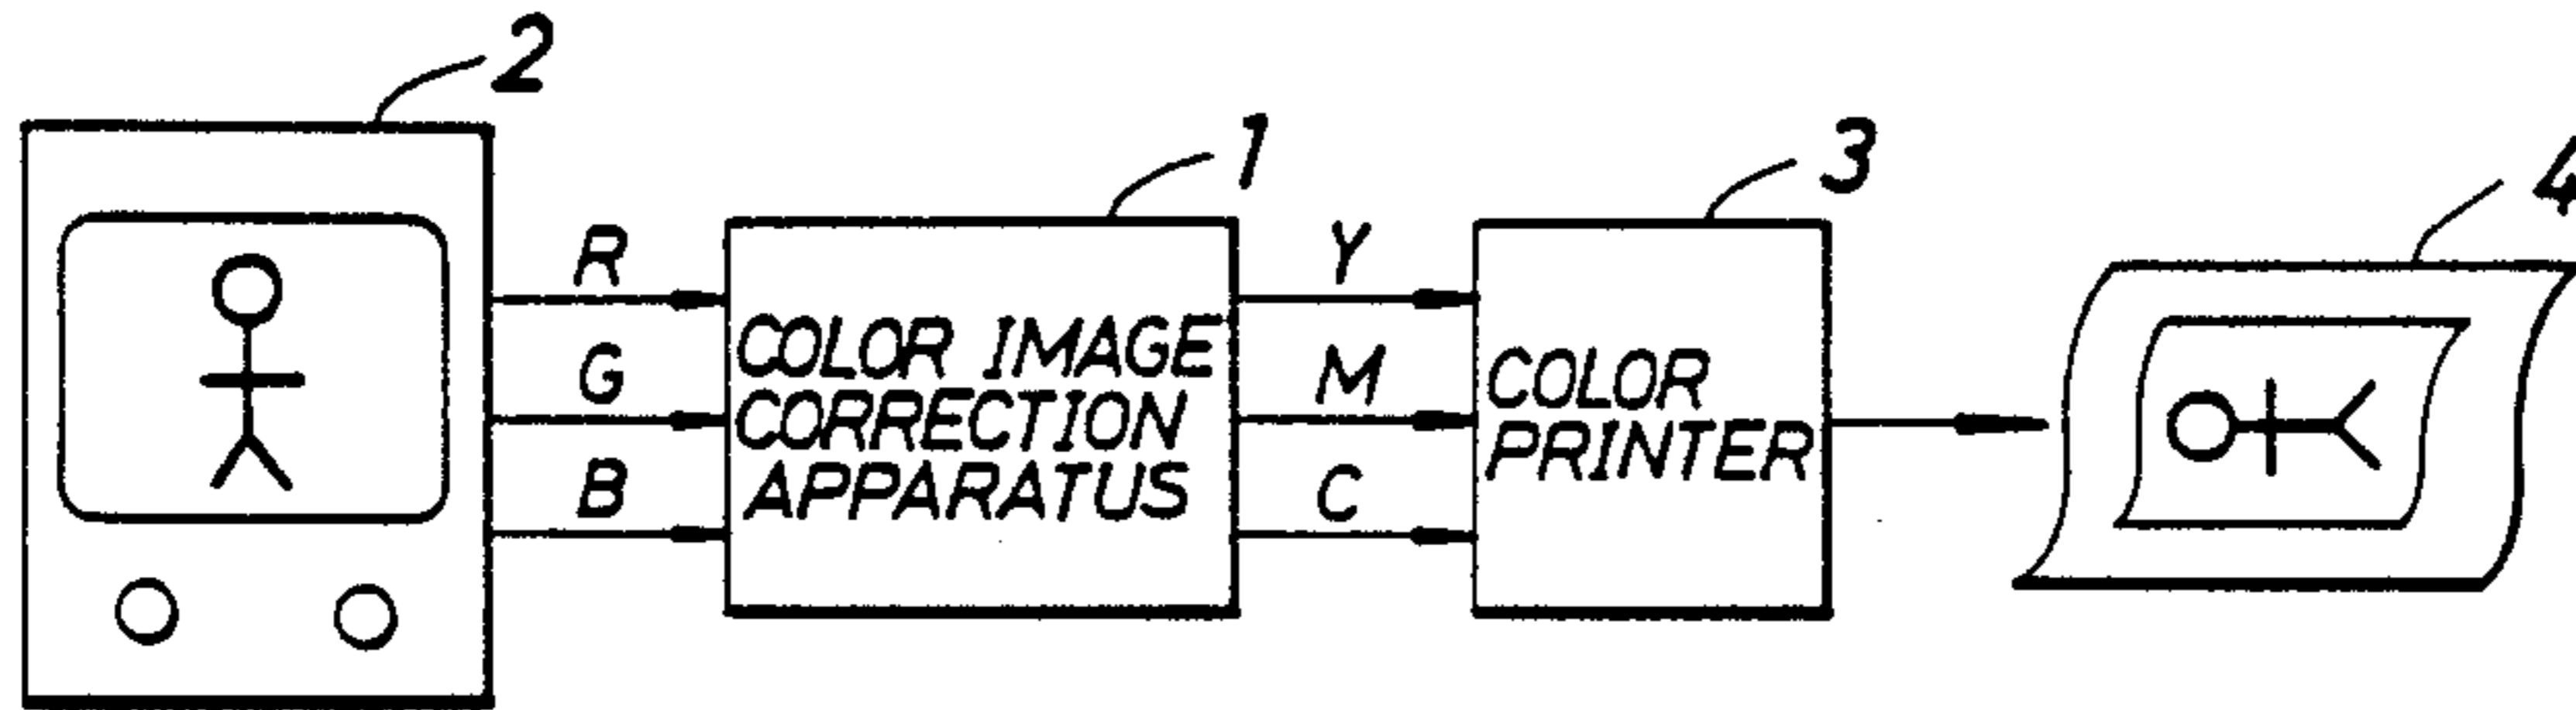 2
1
3
4
R
G
B
COLOR IMAGE
CORRECTION
APPARATUS
Y
M
C
COLOR
PRINTER